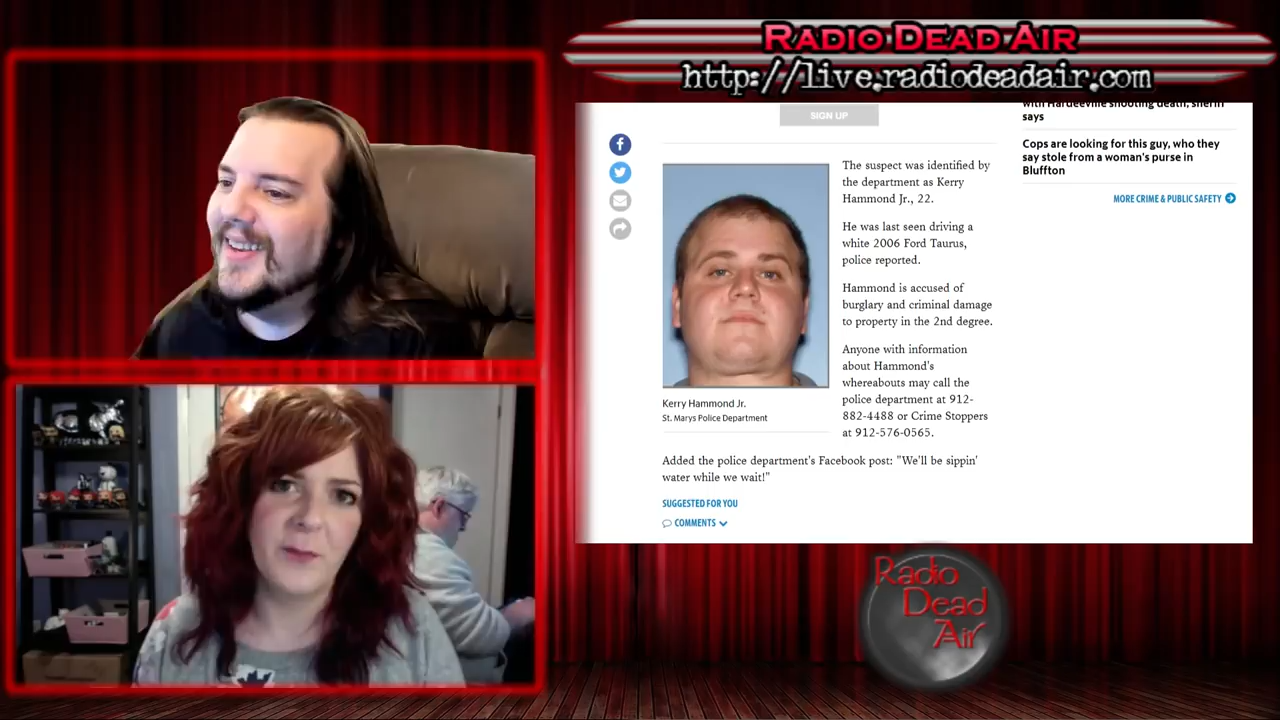 RADIO DEAD AIR
http://live.radiodeadair.com
SIGN UP
The suspect was identified by
the department as Kerry
Hammond Jr., 22.
He was last seen driving a
white 2006 Ford Taurus,
police reported.
Hammond is accused of
burglary and criminal damage
to property in the 2nd degree.
Anyone with information
about Hammond's
whereabouts may call the
police department at 912-
882-4488 or Crime Stoppers
at 912-576-0565.
Kerry Hammond Jr.
St. Marys Police Department
Added the police department's Facebook post: "We'll be sippin'
water while we wait!"
SUGGESTED FOR YOU
COMMENTS
with Hardeeville shooting death, sheriff
says
Cops are looking for this guy, who they
say stole from a woman's purse in
Bluffton
MORE CRIME & PUBLIC SAFETY
Radio
Dead
Air